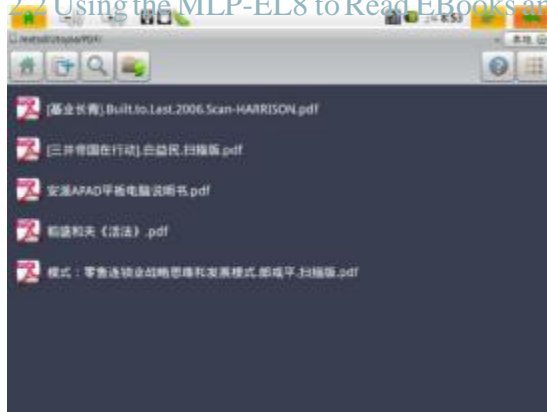 2.2 Using the MLP-EL8 to Read EBooks an
8:53
本地
[基业长青].Built.to.Last.2006.Scan-HARRISON.pdf
[三井帝国在行动].白益民.扫描版.pdf
安派APAD平板电脑说明书.pdf
稻盛和夫《活法》.pdf
模式：零售连锁业战略思维和发展模式.郎咸平.扫描版.pdf